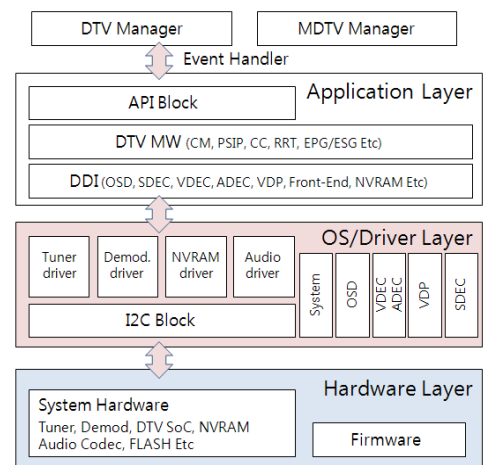 DTV Manager
MDTV Manager
Event Handler
Application Layer
API Block
DTV MW (CM, PSIP, CC, RRT, EPG/ESG Etc)
DDI (OSD, SDEC, VDEC, ADEC, VDP, Front-End, NVRAM Etc)
OS/Driver Layer
Tuner
driver
Demod.
driver
NVRAM
driver
Audio
driver
System
OSD
VDEC
ADEC
VDP
SDEC
I2C Block
Hardware Layer
System Hardware
Tuner, Demod, DTV SoC, NVRAM
Audio Codec, FLASH Etc
Firmware